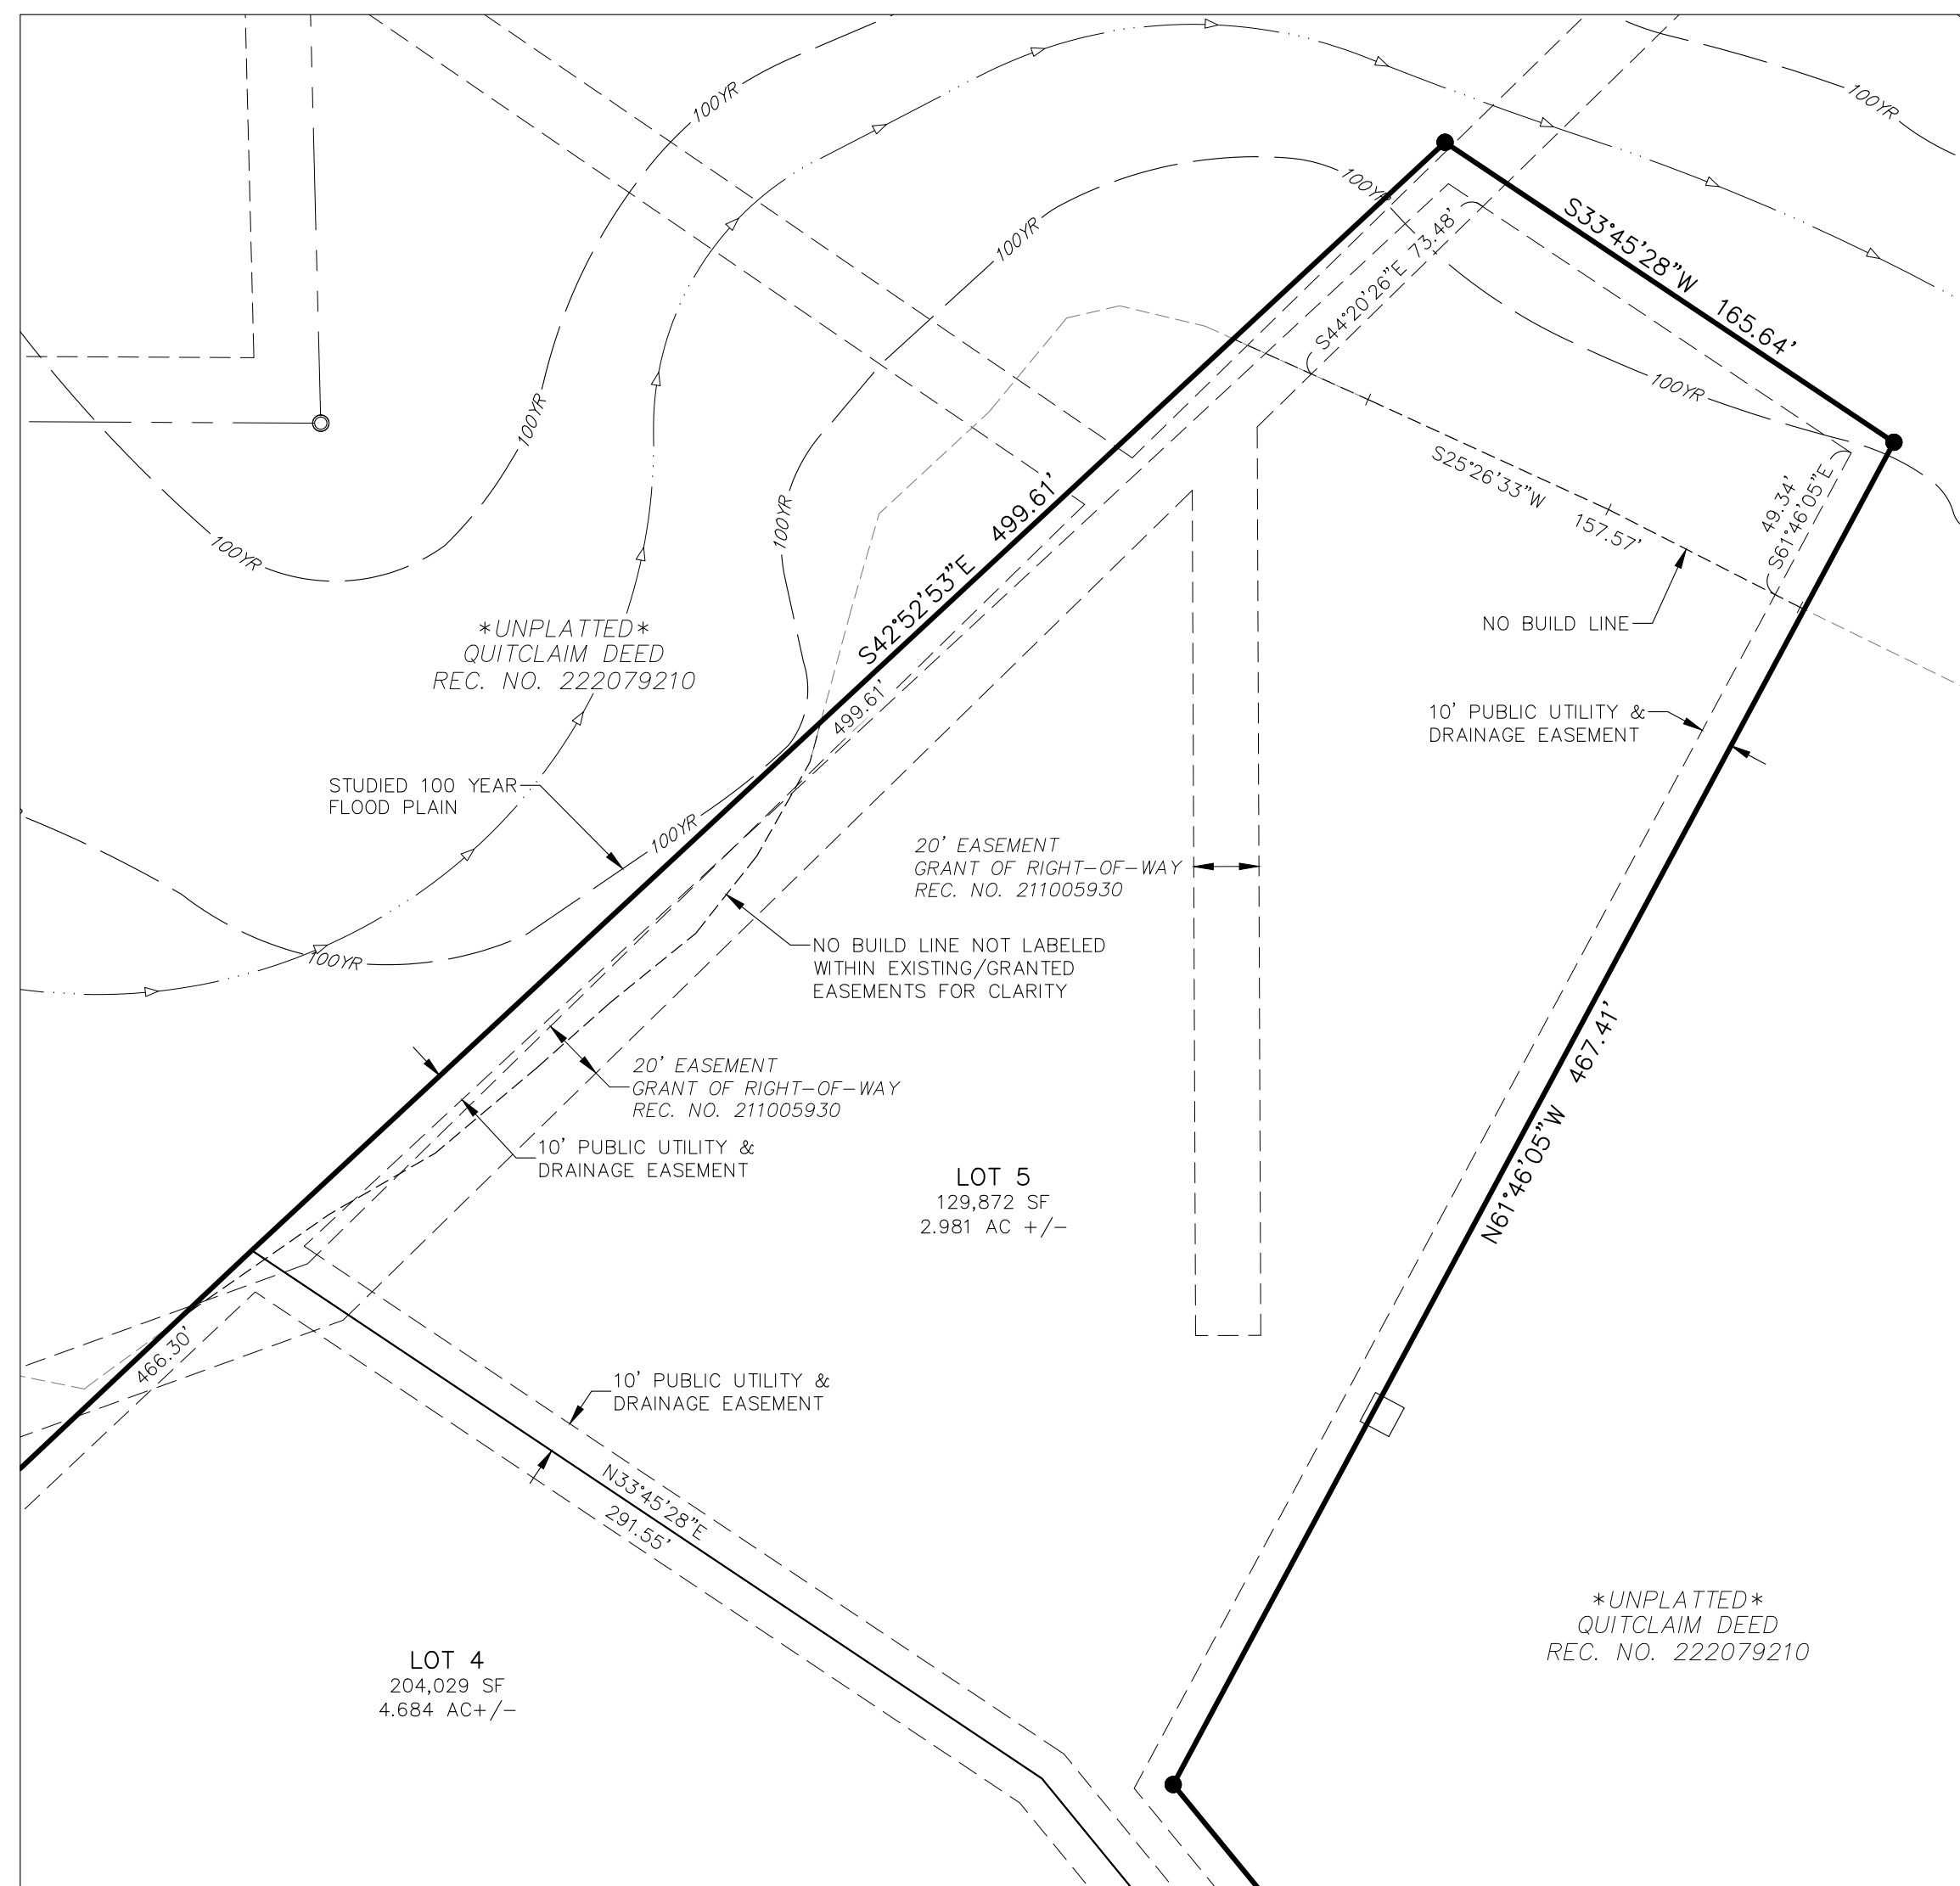 100YR
100YR
100YR
100YR
S33°45'28"W 165.64'
S44°20'26"E 73.48'
100YR
100YR
S25°26'33"W 157.57'
49.34'
S61°46'05"E
100YR
100YR
100YR
S42°52'53"E 499.61'
499.61'
NO BUILD LINE
*UNPLATTED*
QUITCLAIM DEED
REC. NO. 222079210
10' PUBLIC UTILITY &
DRAINAGE EASEMENT
STUDIED 100 YEAR
FLOOD PLAIN
100YR
20' EASEMENT
GRANT OF RIGHT-OF-WAY
REC. NO. 211005930
100YR
NO BUILD LINE NOT LABELED
WITHIN EXISTING/GRANTED
EASEMENTS FOR CLARITY
20' EASEMENT
GRANT OF RIGHT-OF-WAY
REC. NO. 211005930
10' PUBLIC UTILITY &
DRAINAGE EASEMENT
N61°46'05"W 467.41'
LOT 5
129,872 SF
2.981 AC +/-
466.30'
10' PUBLIC UTILITY &
DRAINAGE EASEMENT
N33°45'28"E
291.55'
*UNPLATTED*
QUITCLAIM DEED
REC. NO. 222079210
LOT 4
204,029 SF
4.684 AC+/-